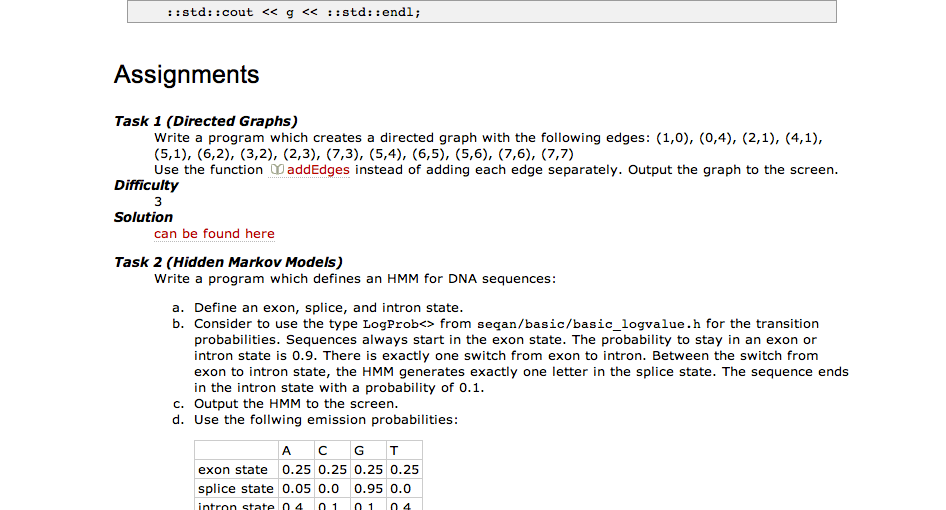 ::std::cout << g << ::std::endl;
Assignments
Task 1 (Directed Graphs)
Write a program which creates a directed graph with the following edges: (1,0), (0,4), (2,1), (4,1),
(5,1), (6,2), (3,2), (2,3), (7,3), (5,4), (6,5), (5,6), (7,6), (7,7)
Use the function addEdges instead of adding each edge separately. Output the graph to the screen.
Difficulty
3
Solution
can be found here
Task 2 (Hidden Markov Models)
Write a program which defines an HMM for DNA sequences:
a. Define an exon, splice, and intron state.
b. Consider to use the type LogProb<> from seqan/basic/basic_logvalue.h for the transition
probabilities. Sequences always start in the exon state. The probability to stay in an exon or
intron state is 0.9. There is exactly one switch from exon to intron. Between the switch from
exon to intron state, the HMM generates exactly one letter in the splice state. The sequence ends
in the intron state with a probability of 0.1.
c. Output the HMM to the screen.
d. Use the follwing emission probabilities:
A C G T
exon state 0.25 0.25 0.25 0.25
splice state 0.05 0.0 0.95 0.0
intron state 0.4 0.1 0.1 0.4